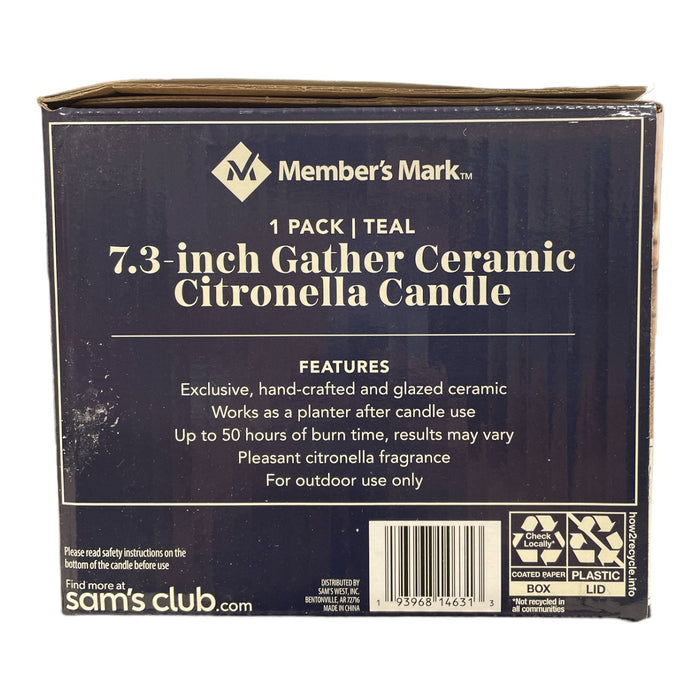 Member's Mark™
1 PACK | TEAL
7.3-inch Gather Ceramic
Citronella Candle
FEATURES
Exclusive, hand-crafted and glazed ceramic
Works as a planter after candle use
Up to 50 hours of burn time, results may vary
Pleasant citronella fragrance
For outdoor use only
Please read safety instructions on the
bottom of the candle before use
Find more at
sam's club.com
DISTRIBUTED BY
SAM'S WEST, INC.
BENTONVILLE, AR 72716
MADE IN CHINA
1 93968 14631 3
Check
Locally*
COATED PAPER
BOX
*Not recycled in
all communities
PLASTIC
LID
how2recycle.info